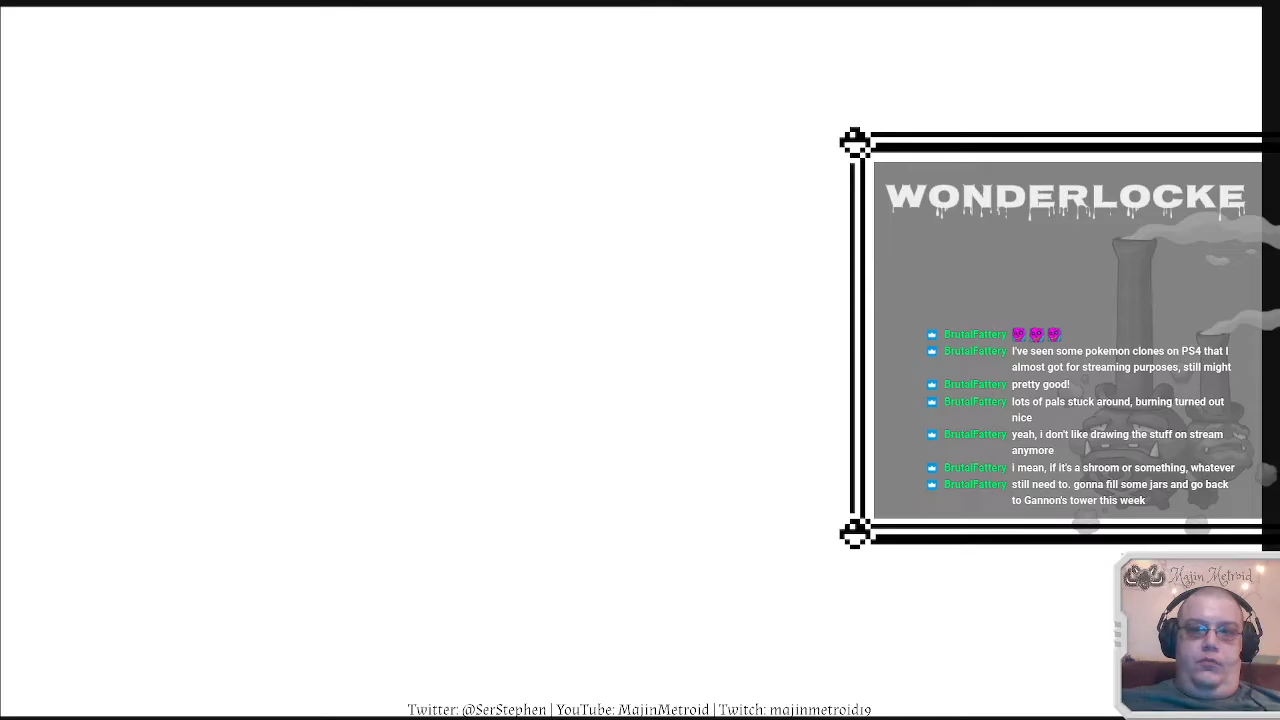 WONDERLOCKE
BrutalFattery
BrutalFattery I've seen some pokemon clones on PS4 that I
almost got for streaming purposes, still might
BrutalFattery pretty good!
BrutalFattery lots of pals stuck around, burning turned out
nice
BrutalFattery yeah, i don't like drawing the stuff on stream
anymore
BrutalFattery i mean, if it's a shroom or something, whatever
BrutalFattery still need to. gonna fill some jars and go back
to Gannon's tower this week
Majin Metroid
Twitter: @SerStephen | YouTube: MajinMetroid | Twitch: majinmetroid19